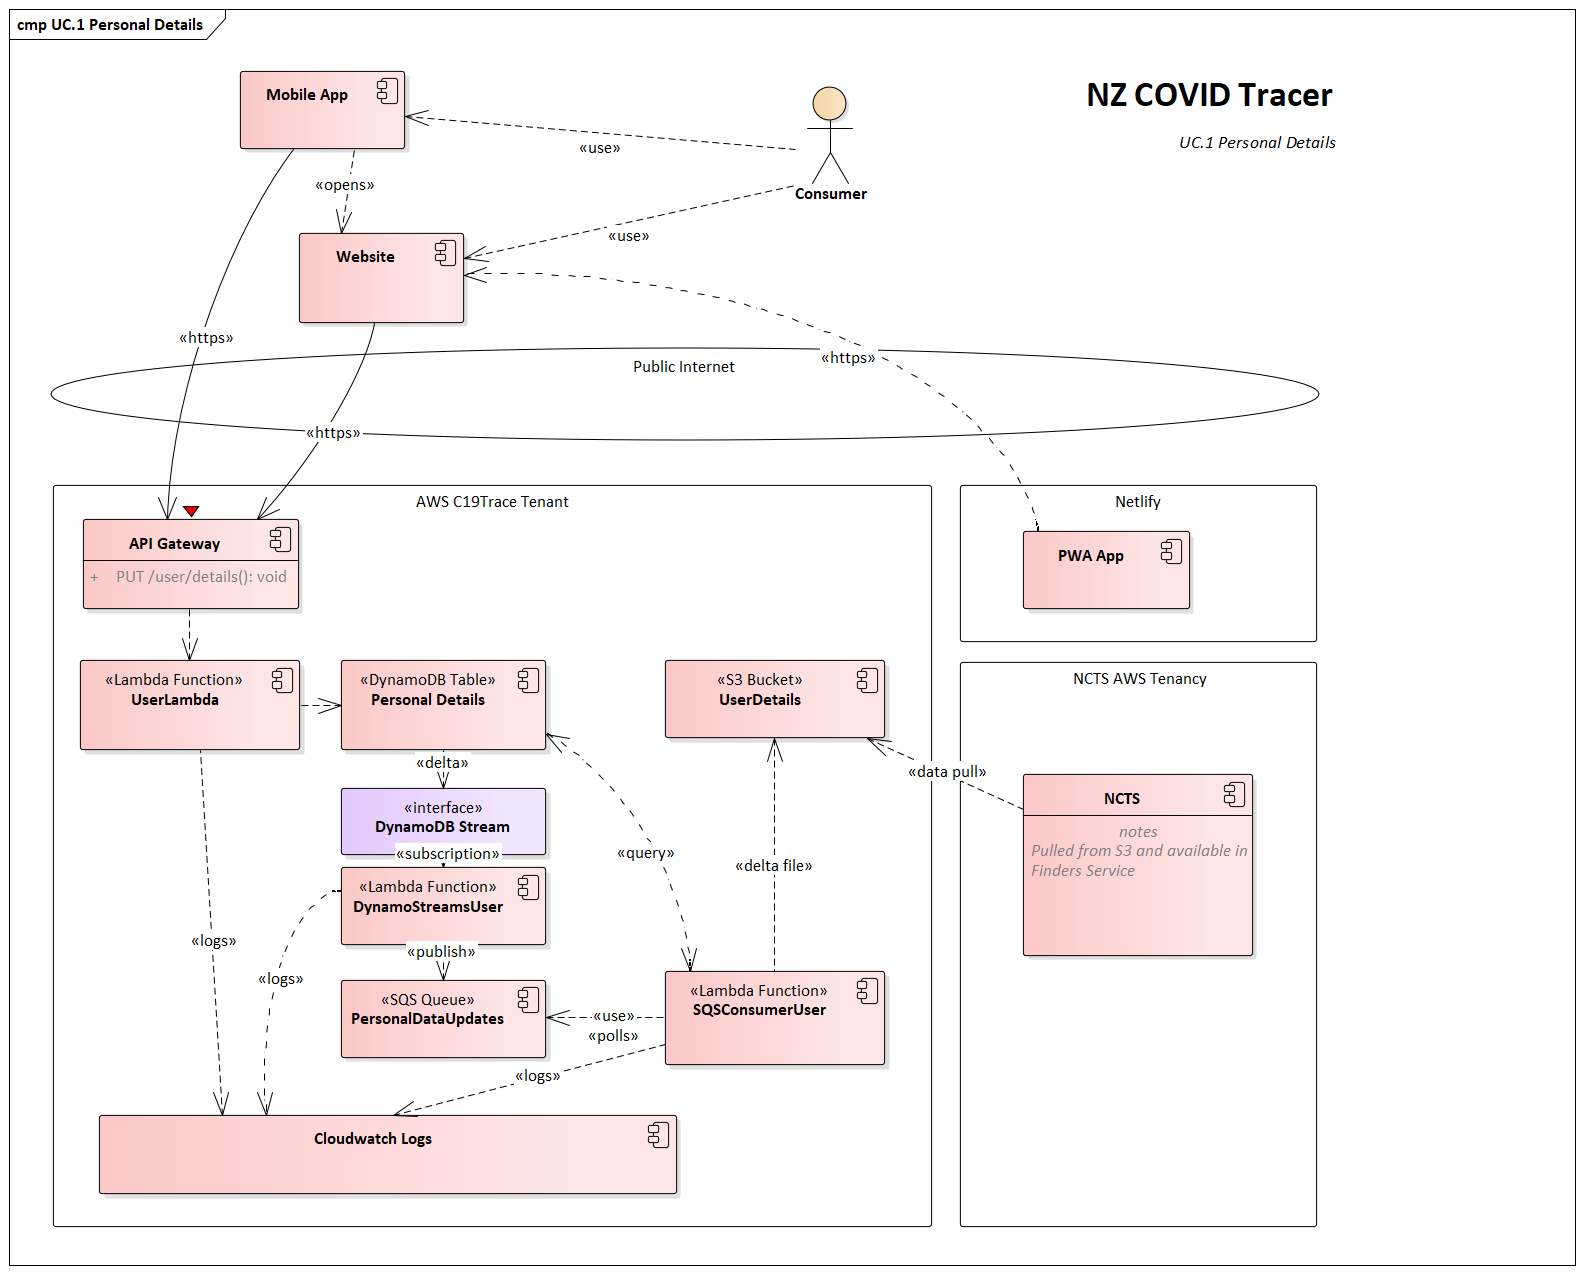 cmp UC.1 Personal Details
NZ COVID Tracer
UC.1 Personal Details
Mobile App
«use»
Consumer
«opens»
«use»
Website
«https»
«https»
Public Internet
«https»
AWS C19Trace Tenant
Netlify
API Gateway
+ PUT /user/details(): void
PWA App
NCTS AWS Tenancy
«Lambda Function»
UserLambda
«DynamoDB Table»
Personal Details
«S3 Bucket»
UserDetails
«delta»
«data pull»
«interface»
DynamoDB Stream
NCTS
notes
Pulled from S3 and available in
Finders Service
«subscription»
«query»
«delta file»
«Lambda Function»
DynamoStreamsUser
«logs»
«publish»
«logs»
«SQS Queue»
PersonalDataUpdates
«Lambda Function»
SQSConsumerUser
«use»
«polls»
«logs»
Cloudwatch Logs